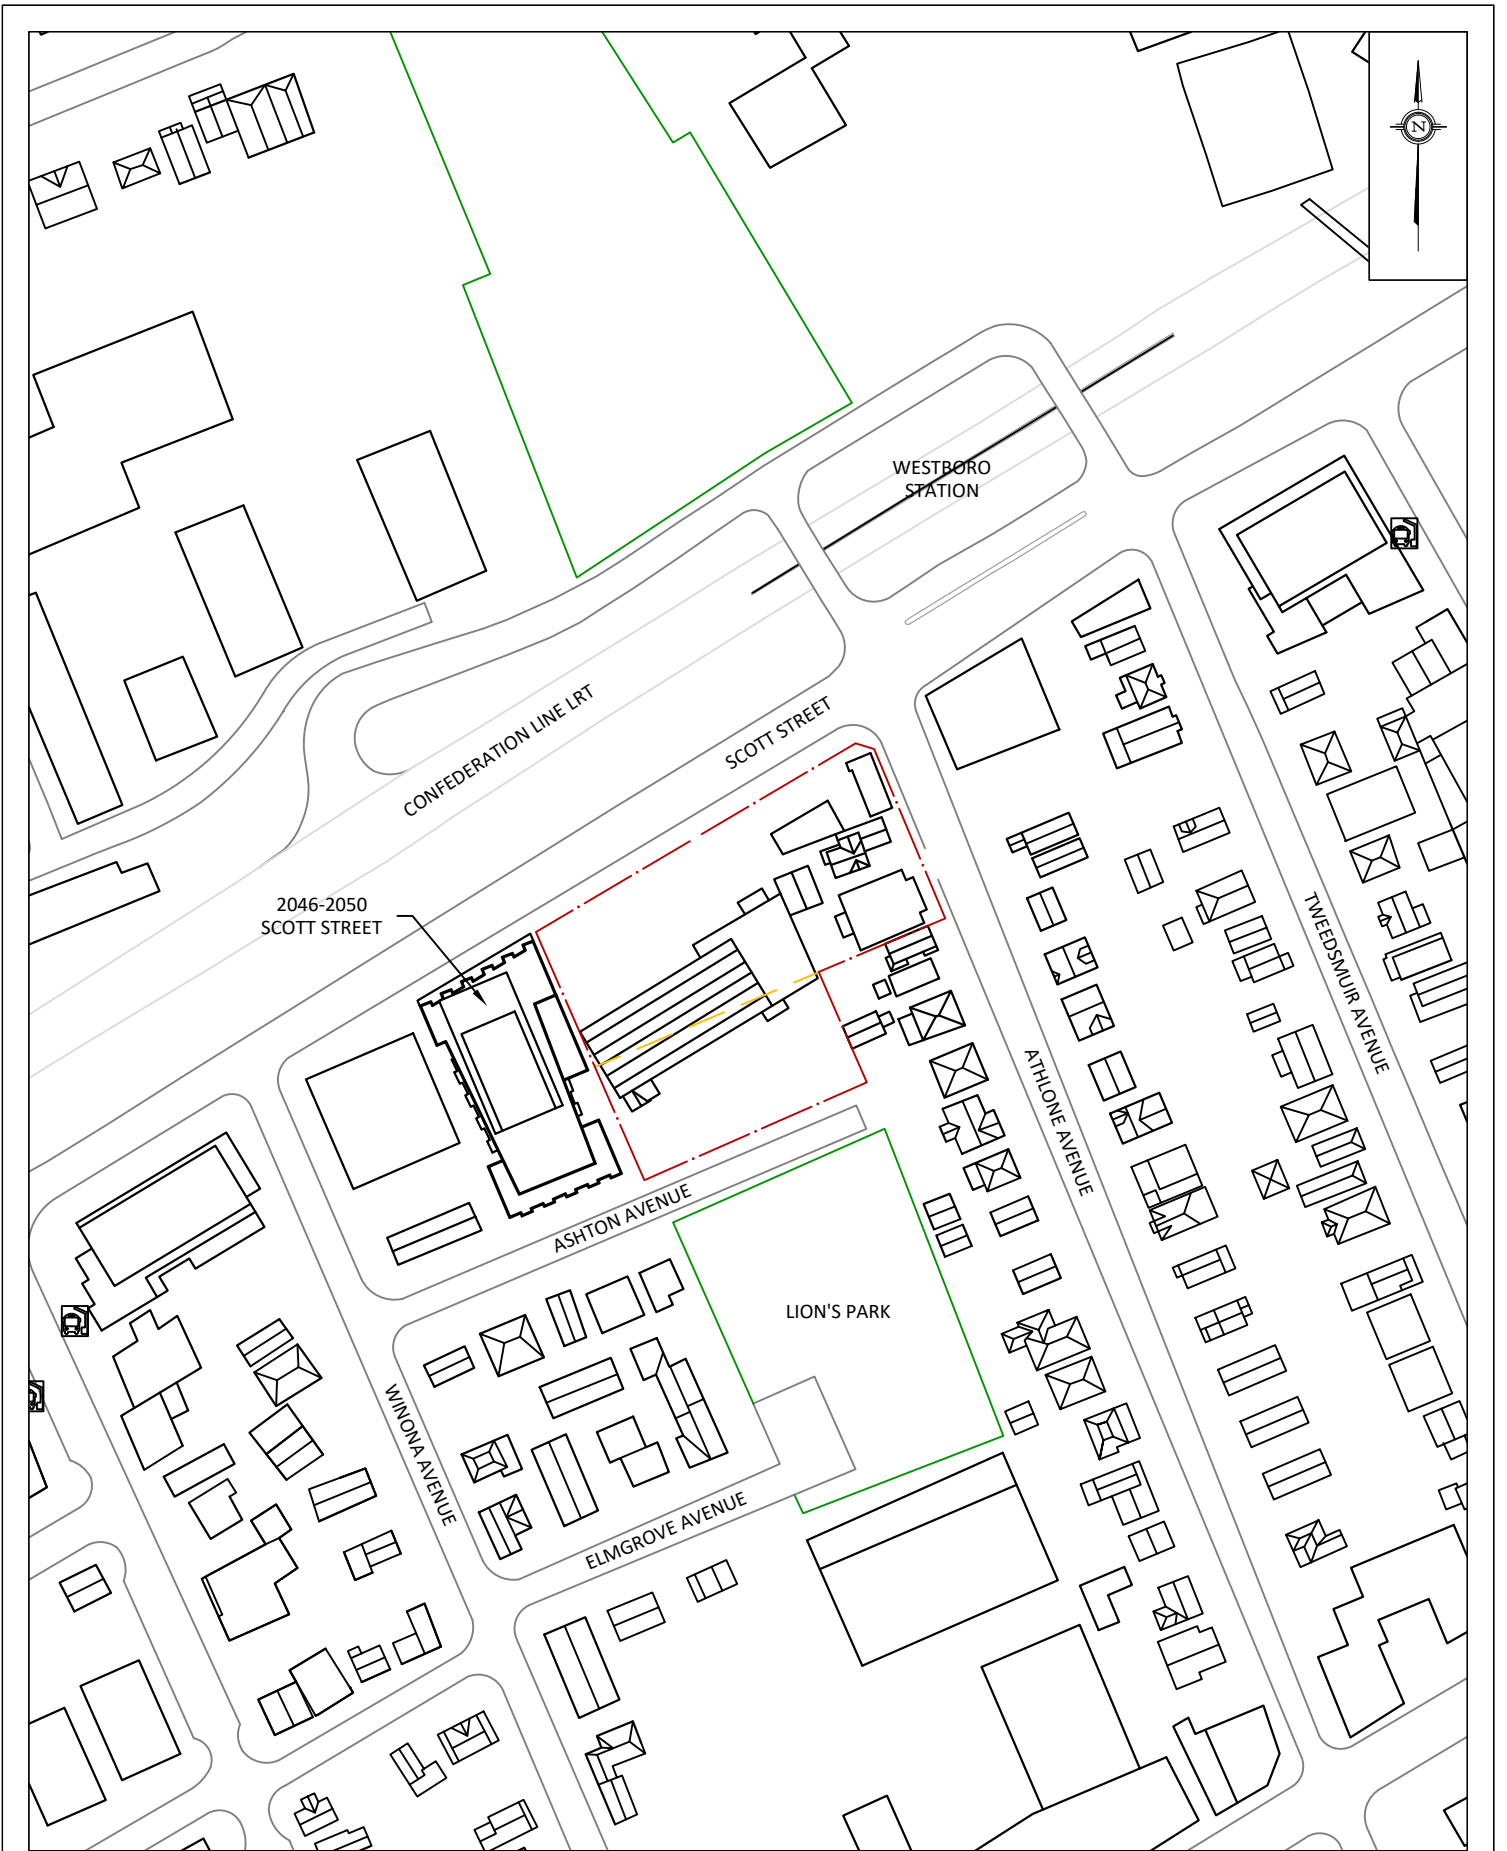 N
WESTBORO
STATION
CONFEDERATION LINE LRT
SCOTT STREET
2046-2050
SCOTT STREET
TWEEDSMUIR AVENUE
ATHLONE AVENUE
ASHTON AVENUE
LION'S PARK
WINONA AVENUE
ELMGROVE AVENUE